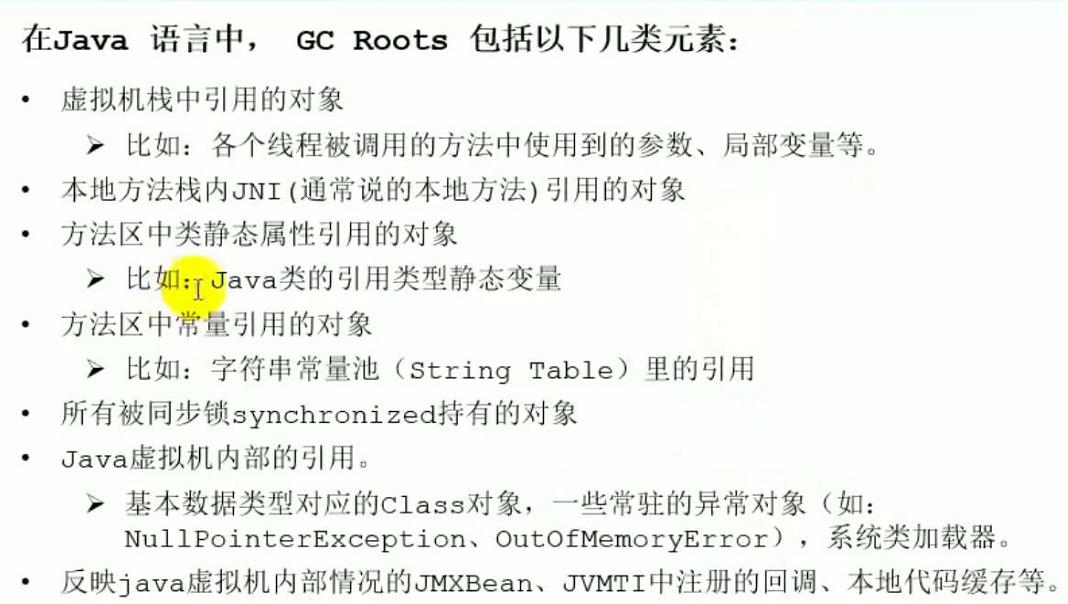 在Java 语言中， GC Roots 包括以下几类元素：
• 虚拟机栈中引用的对象
➢ 比如：各个线程被调用的方法中使用到的参数、局部变量等。
• 本地方法栈内JNI(通常说的本地方法)引用的对象
• 方法区中类静态属性引用的对象
➢ 比如：Java类的引用类型静态变量
• 方法区中常量引用的对象
➢ 比如：字符串常量池（String Table）里的引用
• 所有被同步锁synchronized持有的对象
• Java虚拟机内部的引用。
➢ 基本数据类型对应的Class对象，一些常驻的异常对象（如：
NullPointerException、OutOfMemoryError），系统类加载器。
• 反映java虚拟机内部情况的JMXBean、JVMTI中注册的回调、本地代码缓存等。